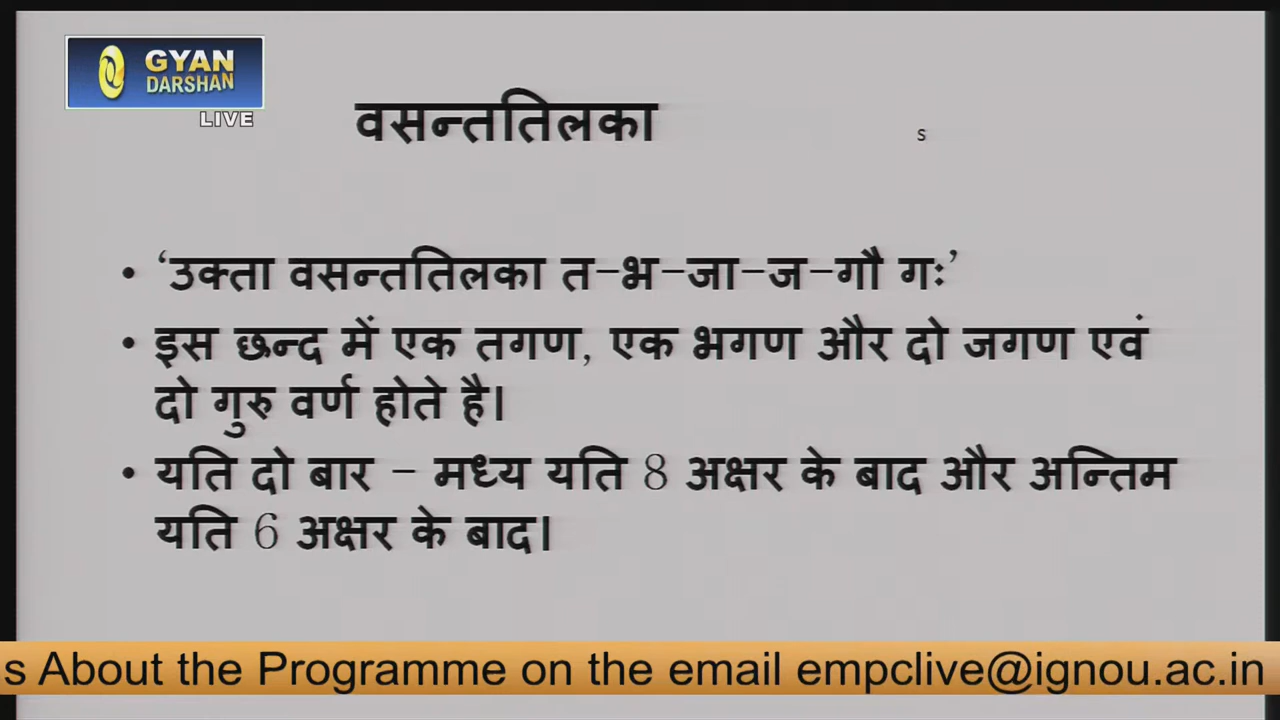 GYAN
DARSHAN
LIVE
वसन्ततिलका
s
• ‘उक्ता वसन्ततिलका त-भ-जा-ज-गौ गः’
• इस छन्द में एक तगण, एक भगण और दो जगण एवं
दो गुरु वर्ण होते है।
• यति दो बार - मध्य यति 8 अक्षर के बाद और अन्तिम
यति 6 अक्षर के बाद।
s About the Programme on the email empclive@ignou.ac.in